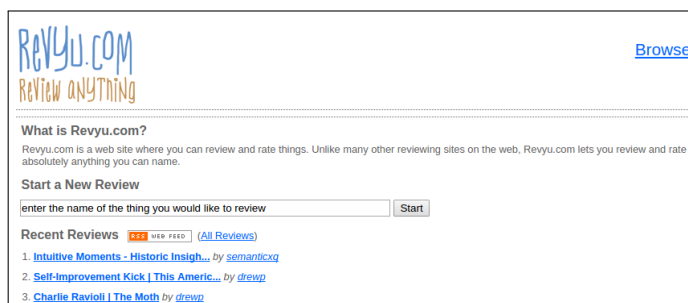 Revyu.com
Review anything
Browse
What is Revyu.com?
Revyu.com is a web site where you can review and rate things. Unlike many other reviewing sites on the web, Revyu.com lets you review and rate
absolutely anything you can name.
Start a New Review
enter the name of the thing you would like to review Start
Recent Reviews RSS WEB FEED (All Reviews)
1. Intuitive Moments - Historic Insigh... by semanticxq
2. Self-Improvement Kick | This Americ... by drewp
3. Charlie Ravioli | The Moth by drewp